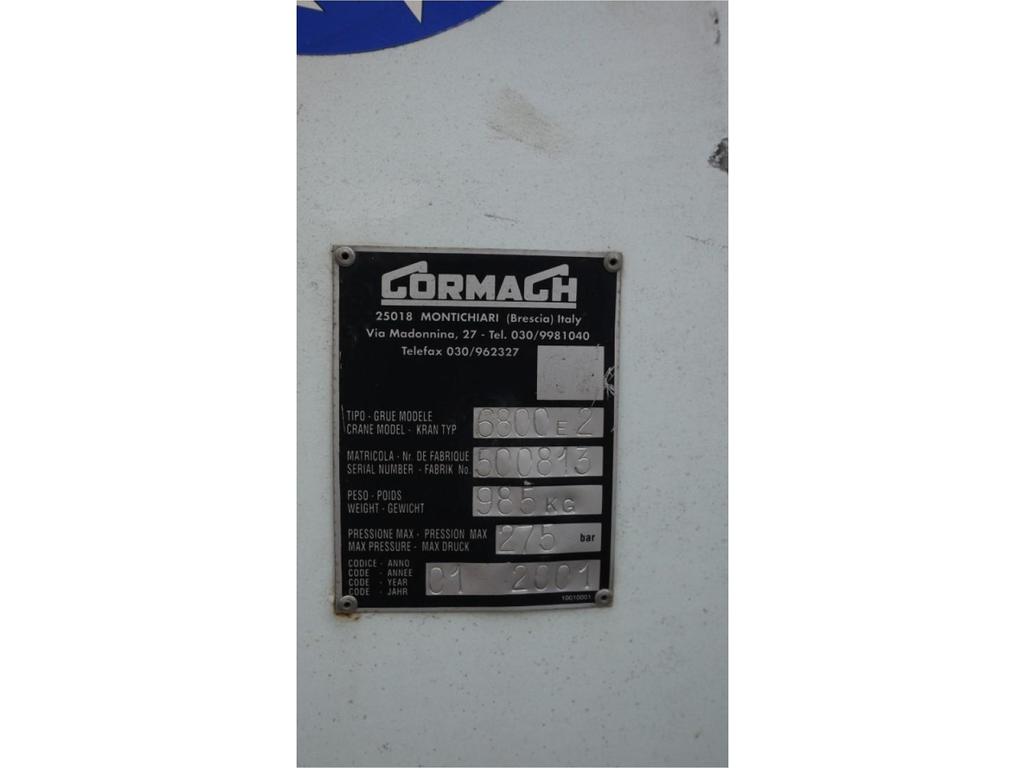 CORMACH
25018 MONTICHIARI (Brescia) Italy
Via Madonnina, 27 - Tel. 030/9981040
Telefax 030/962327
TIPO - GRUE MODELE
CRANE MODEL - KRAN TYP 6800 E 2
MATRICOLA - Nr. DE FABRIQUE
SERIAL NUMBER - FABRIK No. 500813
PESO - POIDS
WEIGHT - GEWICHT 985 KG
PRESSIONE MAX - PRESSION MAX
MAX PRESSURE - MAX DRUCK 275 bar
CODICE - ANNO
CODE - ANNEE
CODE - YEAR 01 2001
CODE - JAHR
10010001